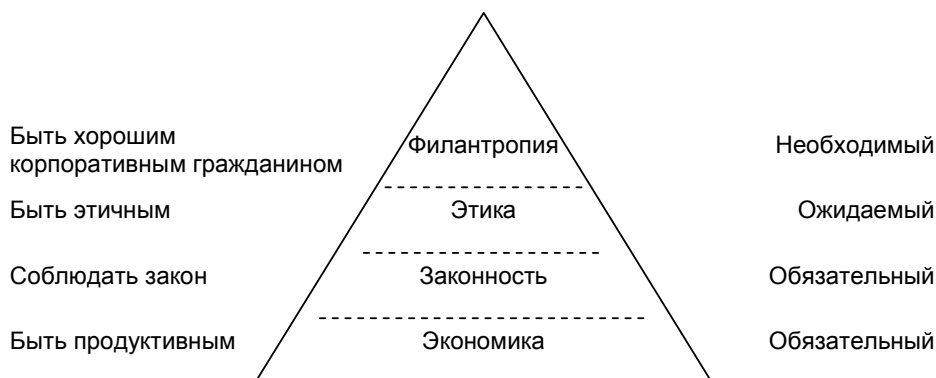 Быть хорошим
корпоративным гражданином Филантропия Необходимый
Быть этичным Этика Ожидаемый
Соблюдать закон Законность Обязательный
Быть продуктивным Экономика Обязательный